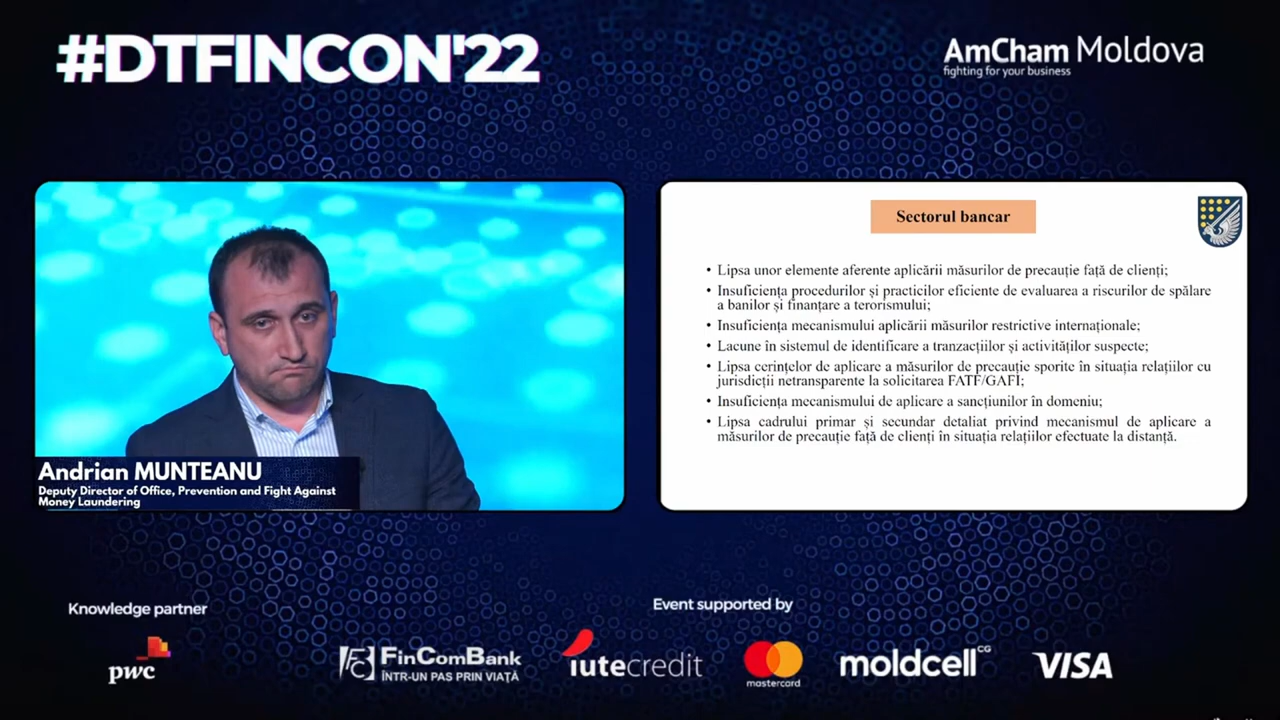 #DTFINCON'22
AmCham Moldova
fighting for your business
Sectorul bancar
• Lipsa unor elemente aferente aplicării măsurilor de precauție față de clienți;
• Insuficiența procedurilor și practicilor eficiente de evaluarea a riscurilor de spălare
a banilor și finanțare a terorismului;
• Insuficiența mecanismului aplicării măsurilor restrictive internaționale;
• Lacune în sistemul de identificare a tranzacțiilor și activităților suspecte;
• Lipsa cerințelor de aplicare a măsurilor de precauție sporite în situația relațiilor cu
jurisdicții netransparente la solicitarea FATF/GAFI;
• Insuficiența mecanismului de aplicare a sancțiunilor în domeniu;
• Lipsa cadrului primar și secundar detaliat privind mecanismul de aplicare a
măsurilor de precauție față de clienți în situația relațiilor efectuate la distanță.
Andrian MUNTEANU
Deputy Director of Office, Prevention and Fight Against
Money Laundering
Knowledge partner
Event supported by
pwc
FinComBank
ÎNTR-UN PAS PRIN VIAȚĂ
iutecredit
mastercard
moldcell CG
VISA